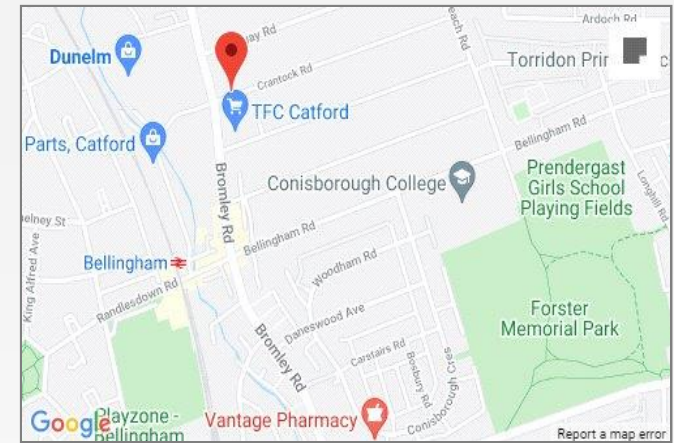 Ardoch Rd
Dunelm
Crantock Rd
TFC Catford
Parts, Catford
Bellingham Rd
Conisborough College
Prendergast
Girls School
Playing Fields
Longhill Rd
Bromley Rd
Bellingham Rd
King Alfred Ave
Bellingham
Woodham Rd
Randlesdown Rd
Daneswood Ave
Forster
Memorial Park
Bromley Rd
Carstairs Rd
Bosbury Rd
Conisborough Cres
Google
Playzone -
Bellingham
Vantage Pharmacy
Report a map error